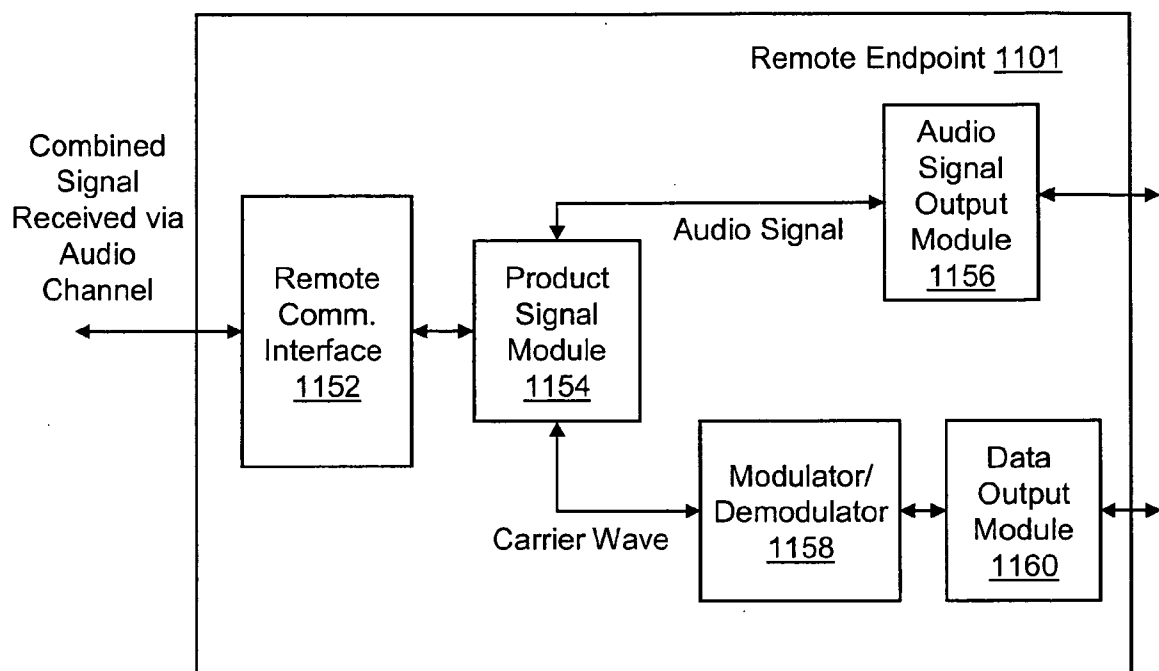 Remote Endpoint 1101
Combined
Signal
Received via
Audio
Channel
Remote
Comm.
Interface
1152
Product
Signal
Module
1154
Audio Signal
Audio
Signal
Output
Module
1156
Carrier Wave
Modulator/
Demodulator
1158
Data
Output
Module
1160